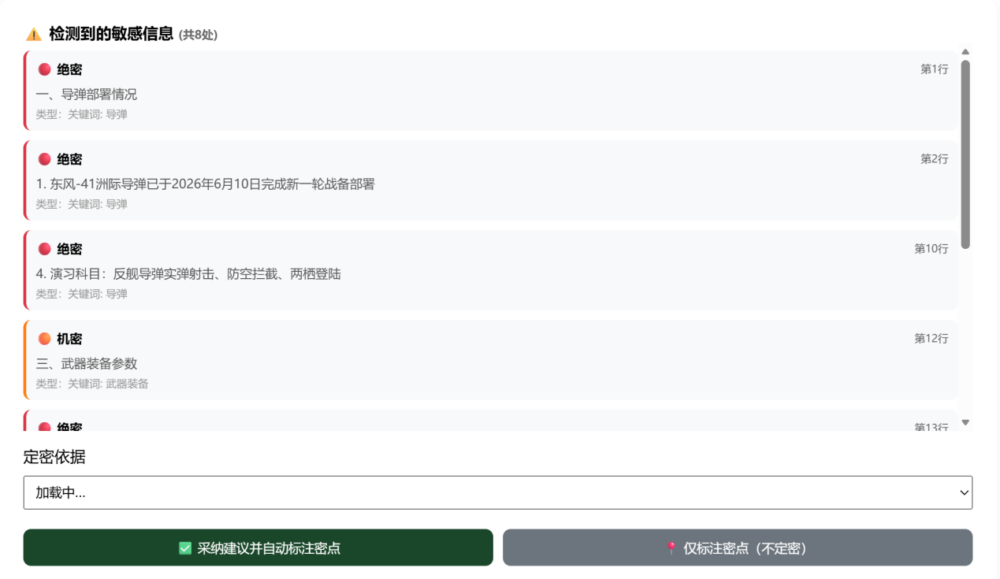 检测到的敏感信息 (共8处)
绝密 第1行
一、导弹部署情况
类型：关键词: 导弹
绝密 第2行
1. 东风-41洲际导弹已于2026年6月10日完成新一轮战备部署
类型：关键词: 导弹
绝密 第10行
4. 演习科目：反舰导弹实弹射击、防空拦截、两栖登陆
类型：关键词: 导弹
机密 第12行
三、武器装备参数
类型：关键词: 武器装备
绝密 第13行
定密依据
加载中...
采纳建议并自动标注密点
仅标注密点（不定密）